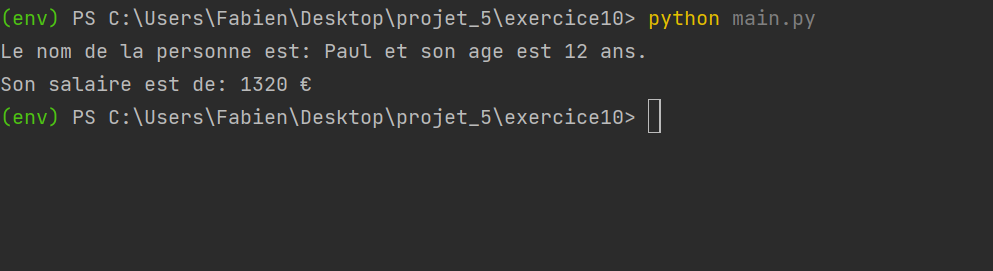 (env) PS C:\Users\Fabien\Desktop\projet_5\exercice10> python main.py
Le nom de la personne est: Paul et son age est 12 ans.
Son salaire est de: 1320 €
(env) PS C:\Users\Fabien\Desktop\projet_5\exercice10>